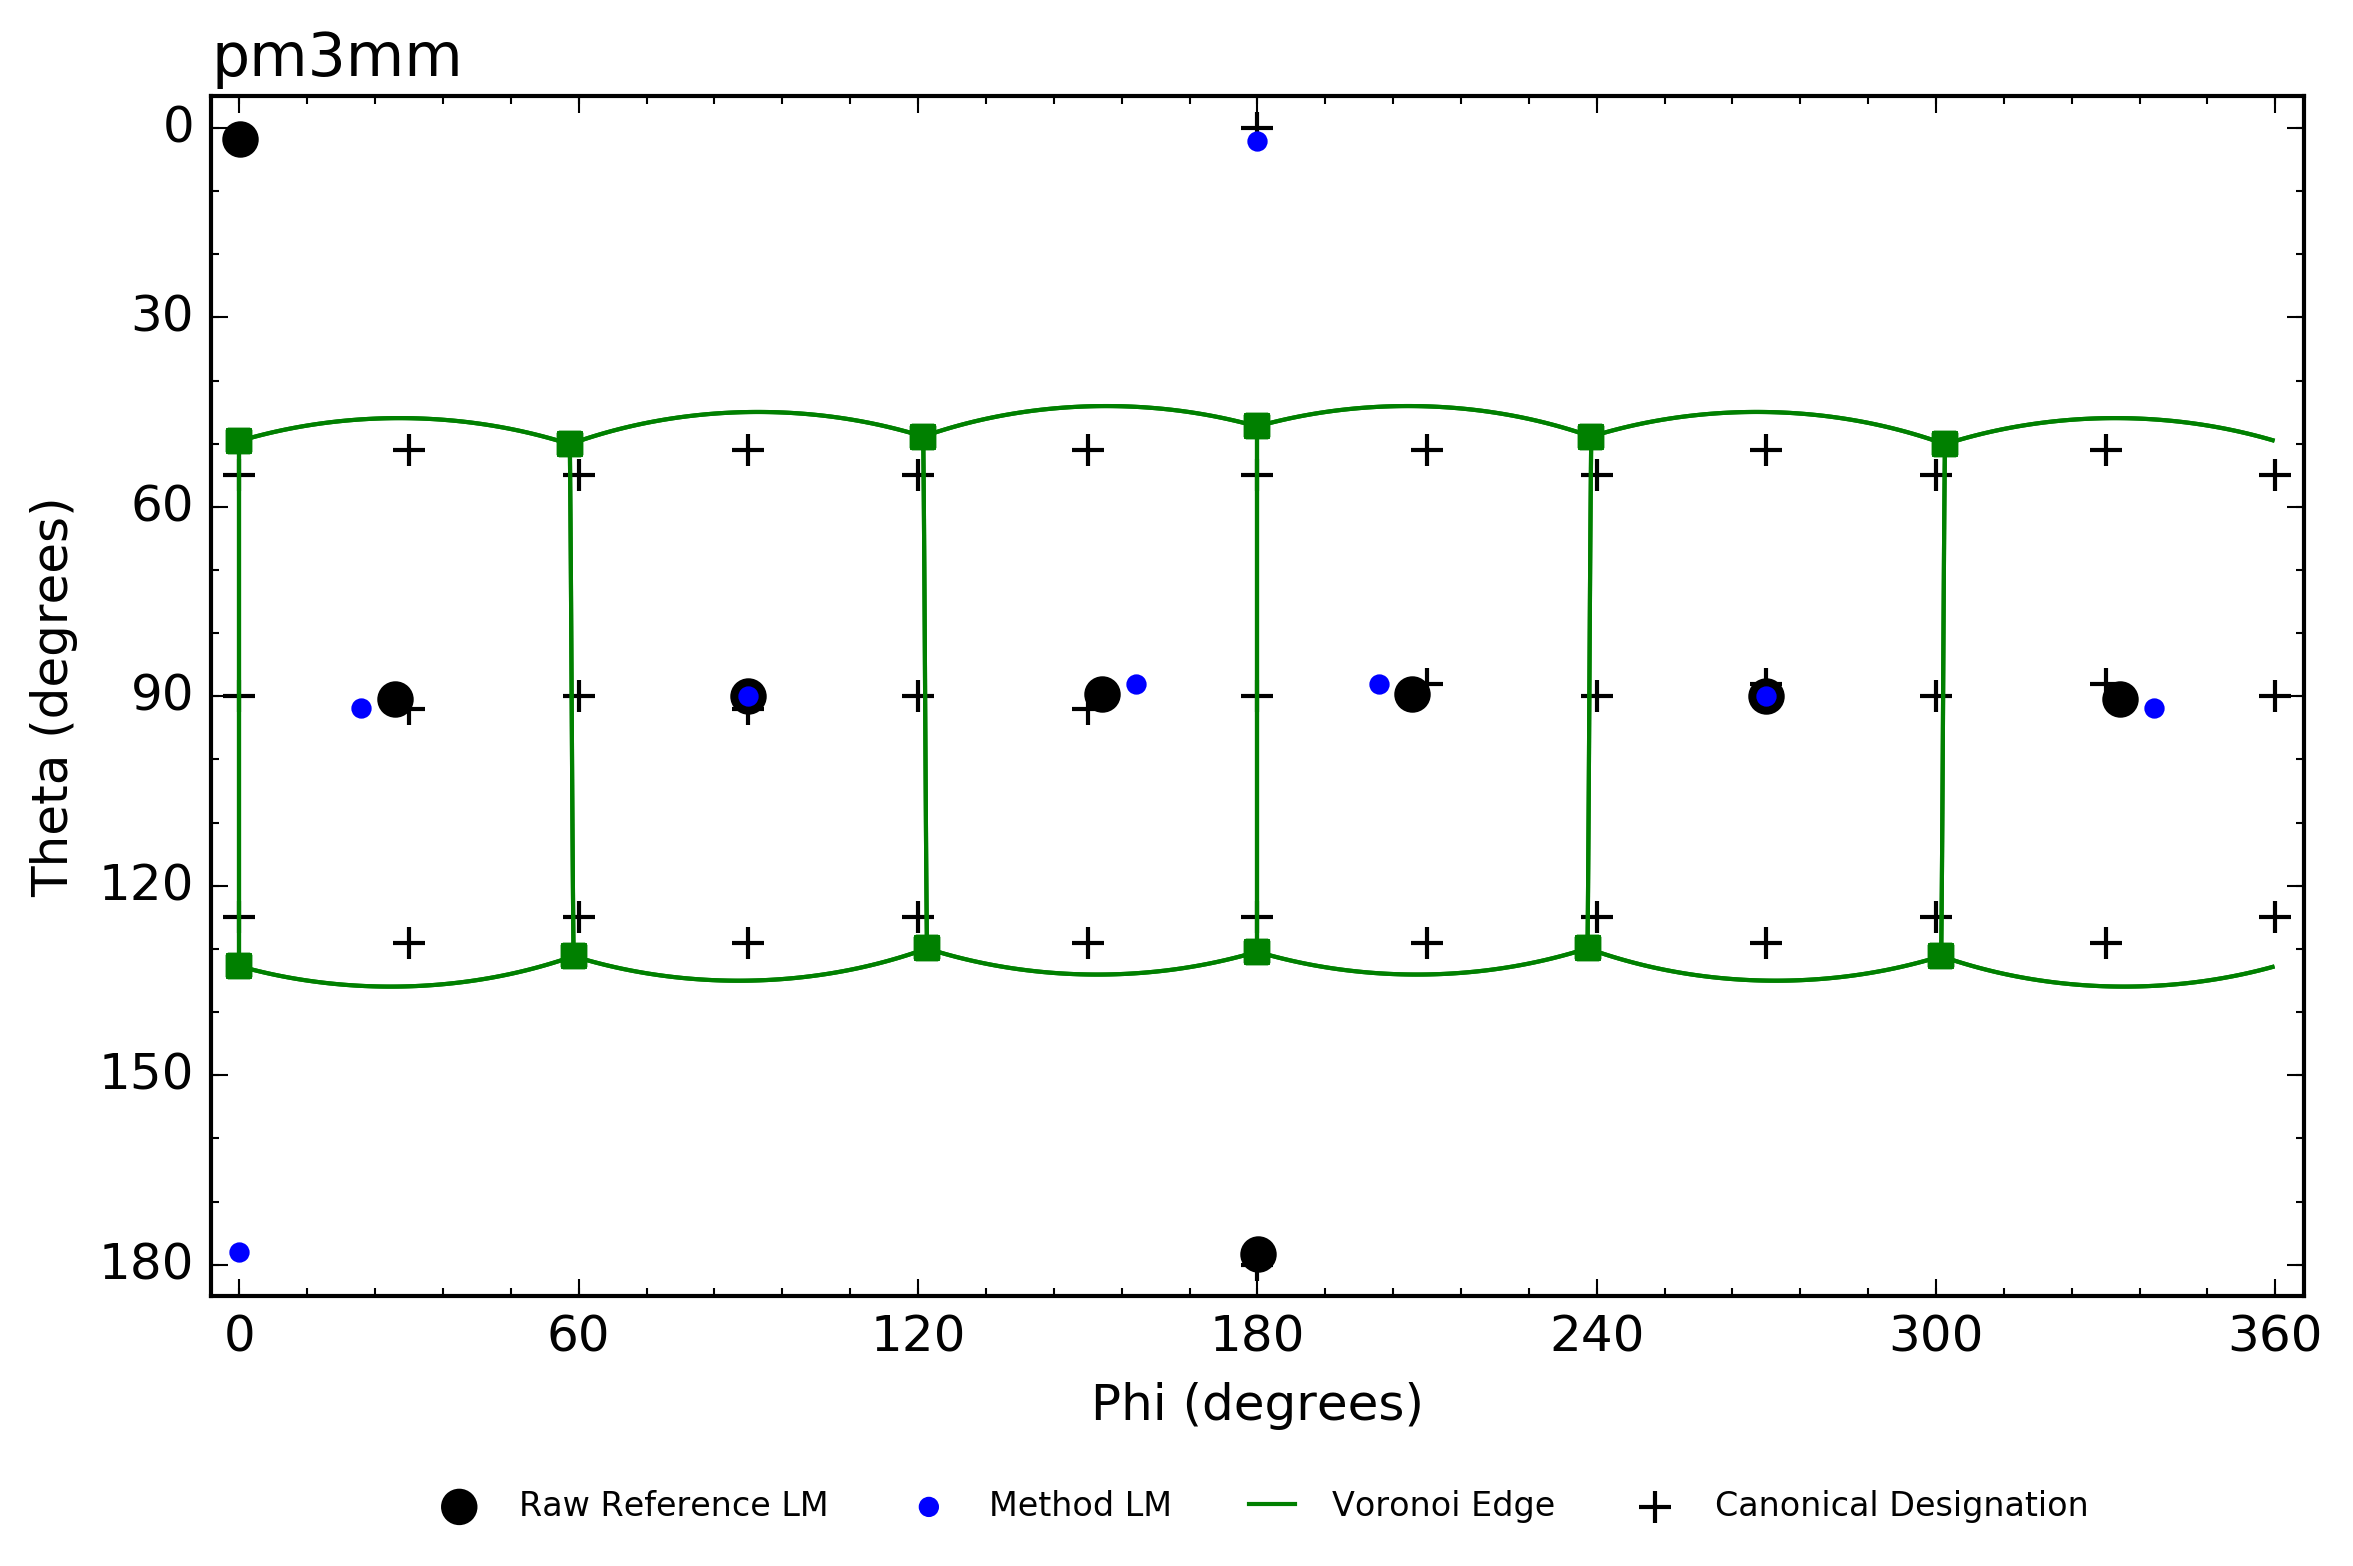 pm3mm
0
30
60
90
120
150
180
Theta (degrees)
0 60 120 180 240 300 360
Phi (degrees)
Raw Reference LM Method LM Voronoi Edge Canonical Designation